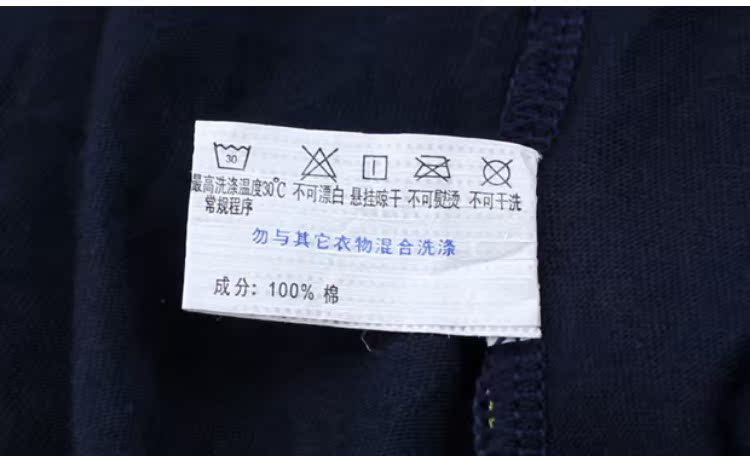 30
最高洗涤温度30℃ 不可漂白 悬挂晾干 不可熨烫 不可干洗
常规程序
勿与其它衣物混合洗涤
成分: 100% 棉